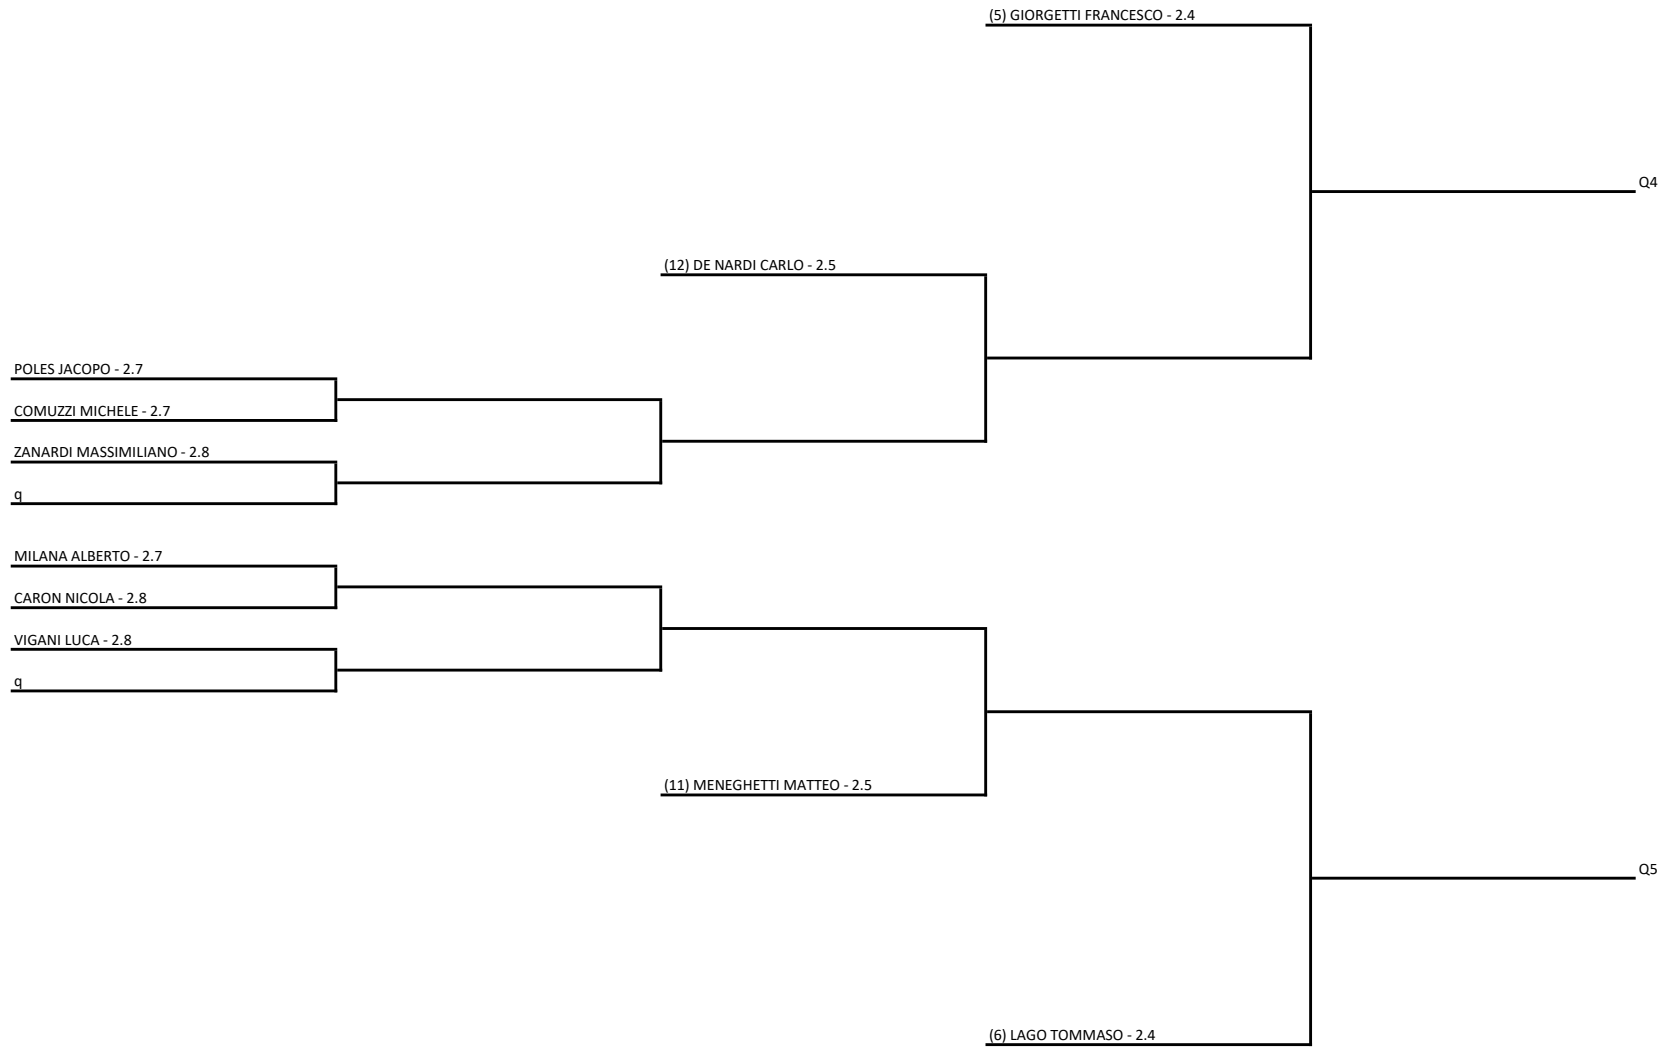 (5) GIORGETTI FRANCESCO - 2.4
Q4
(12) DE NARDI CARLO - 2.5
POLES JACOPO - 2.7
COMUZZI MICHELE - 2.7
ZANARDI MASSIMILIANO - 2.8
q
MILANA ALBERTO - 2.7
CARON NICOLA - 2.8
VIGANI LUCA - 2.8
q
(11) MENEGHETTI MATTEO - 2.5
Q5
(6) LAGO TOMMASO - 2.4